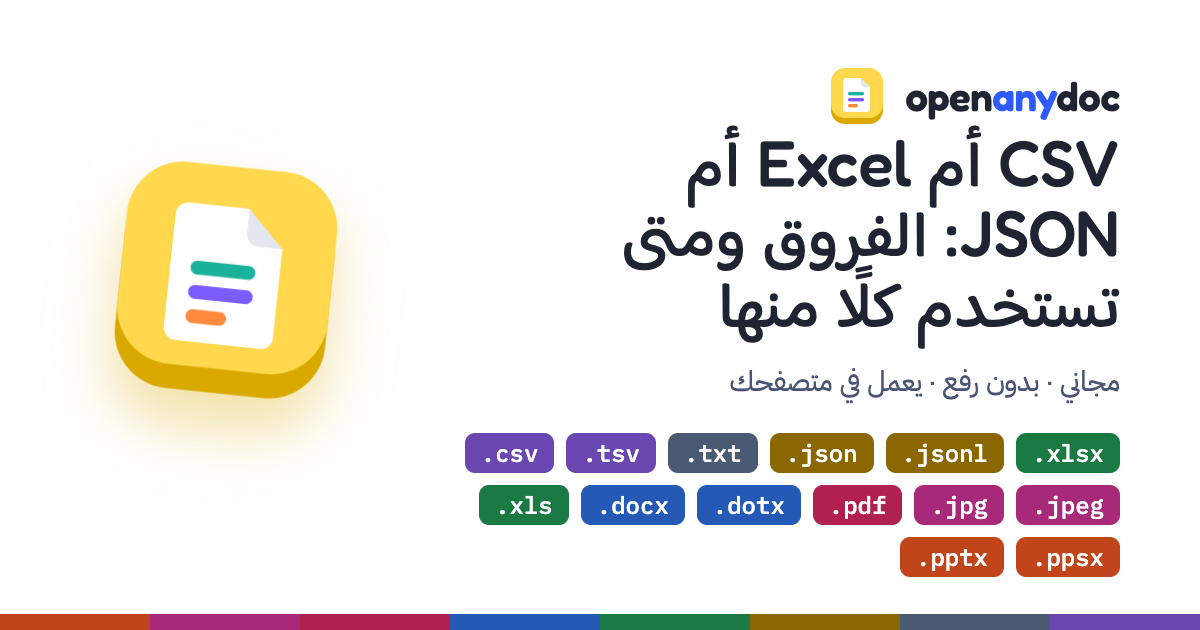 openanydoc
CSV أم Excel أم
JSON: الفروق ومتى
تستخدم كلًا منها
مجاني · بدون رفع · يعمل في متصفحك
.csv .tsv .txt .json .jsonl .xlsx
.xls .docx .dotx .pdf .jpg .jpeg
.pptx .ppsx